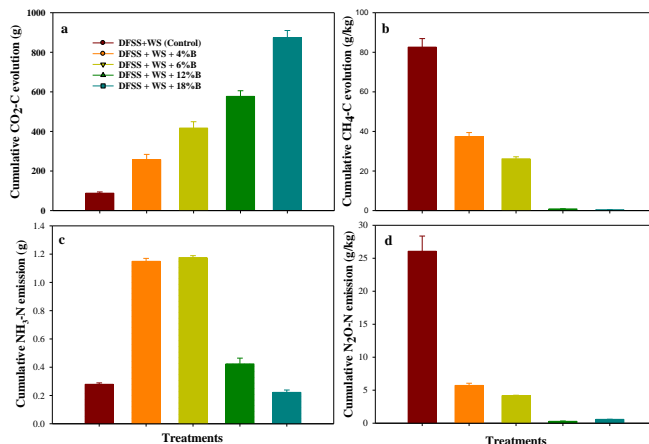 a
DFSS+WS (Control)
DFSS + WS + 4%B
DFSS + WS + 6%B
DFSS + WS + 12%B
DFSS + WS + 18%B
Cumulative CO2-C evolution (g)
1000
800
600
400
200
0
b
Cumulative CH4-C evolution (g/kg)
100
80
60
40
20
0
c
Cumulative NH3-N emission (g)
1.4
1.2
1.0
0.8
0.6
0.4
0.2
0.0
Treatments
d
Cumulative N2O-N emission (g/kg)
30
25
20
15
10
5
0
Treatments